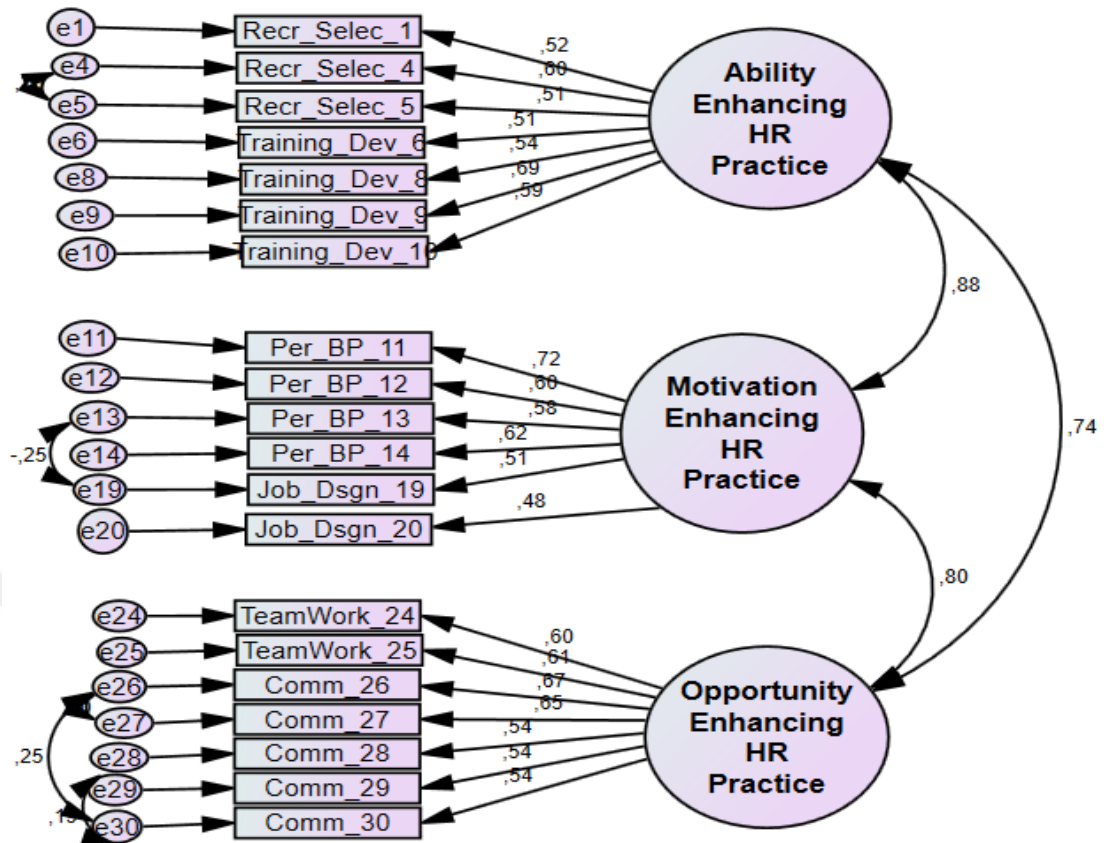 e1
Recr_Selec_1
e4
Recr_Selec_4
e5
Recr_Selec_5
e6
Training_Dev_6
e8
Training_Dev_8
e9
Training_Dev_9
e10
Training_Dev_10
,52
,60
,51
,51
,54
,69
,59
Ability
Enhancing
HR
Practice
,88
,74
e11
Per_BP_11
e12
Per_BP_12
e13
Per_BP_13
e14
Per_BP_14
e19
Job_Dsgn_19
e20
Job_Dsgn_20
-,25
,72
,60
,58
,62
,51
,48
Motivation
Enhancing
HR
Practice
,80
e24
TeamWork_24
e25
TeamWork_25
e26
Comm_26
e27
Comm_27
e28
Comm_28
e29
Comm_29
e30
Comm_30
,25
,60
,61
,67
,65
,54
,54
,54
Opportunity
Enhancing
HR
Practice